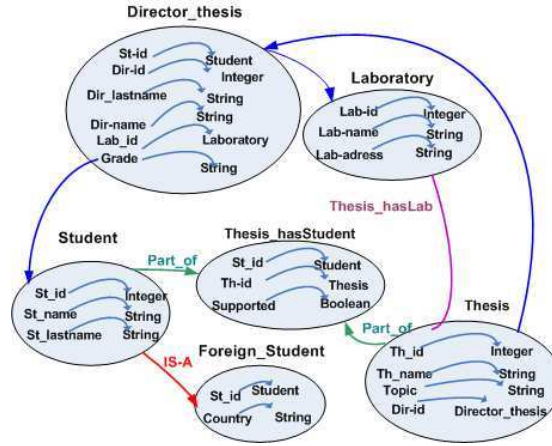 Director_thesis
St-id Student
Dir-id Integer
Dir_lastname String
Dir-name String
Lab_id Laboratory
Grade String
Laboratory
Lab-id Integer
Lab-name String
Lab-adress String
Thesis_hasLab
Student
Part_of
Thesis_hasStudent
St_id Student
Th-id Thesis
Supported Boolean
St_id Integer
St_name String
St_lastname String
Thesis
Part_of
Th_id Integer
Th_name String
Topic String
Dir-id Director_thesis
IS-A
Foreign_Student
St_id Student
Country String